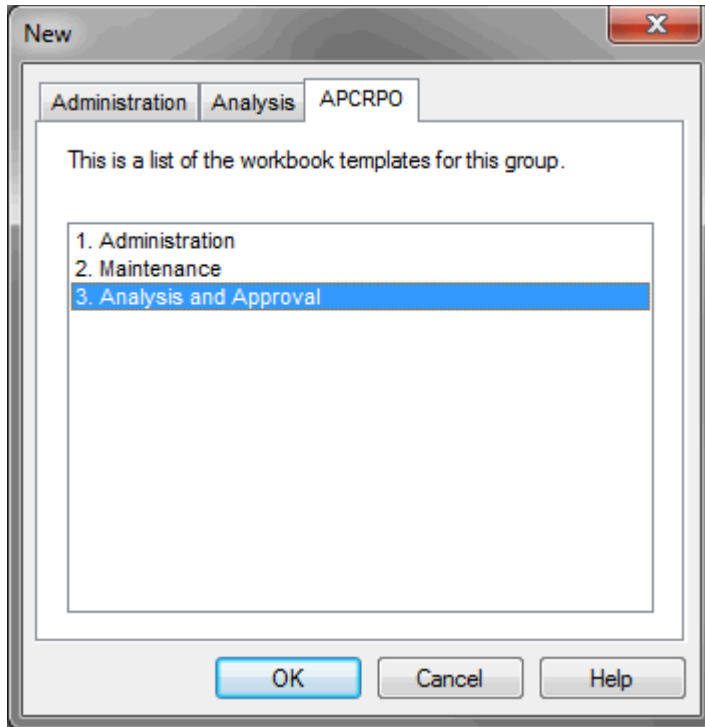 New
Administration Analysis APCRPO
This is a list of the workbook templates for this group.
1. Administration
2. Maintenance
3. Analysis and Approval
OK Cancel Help